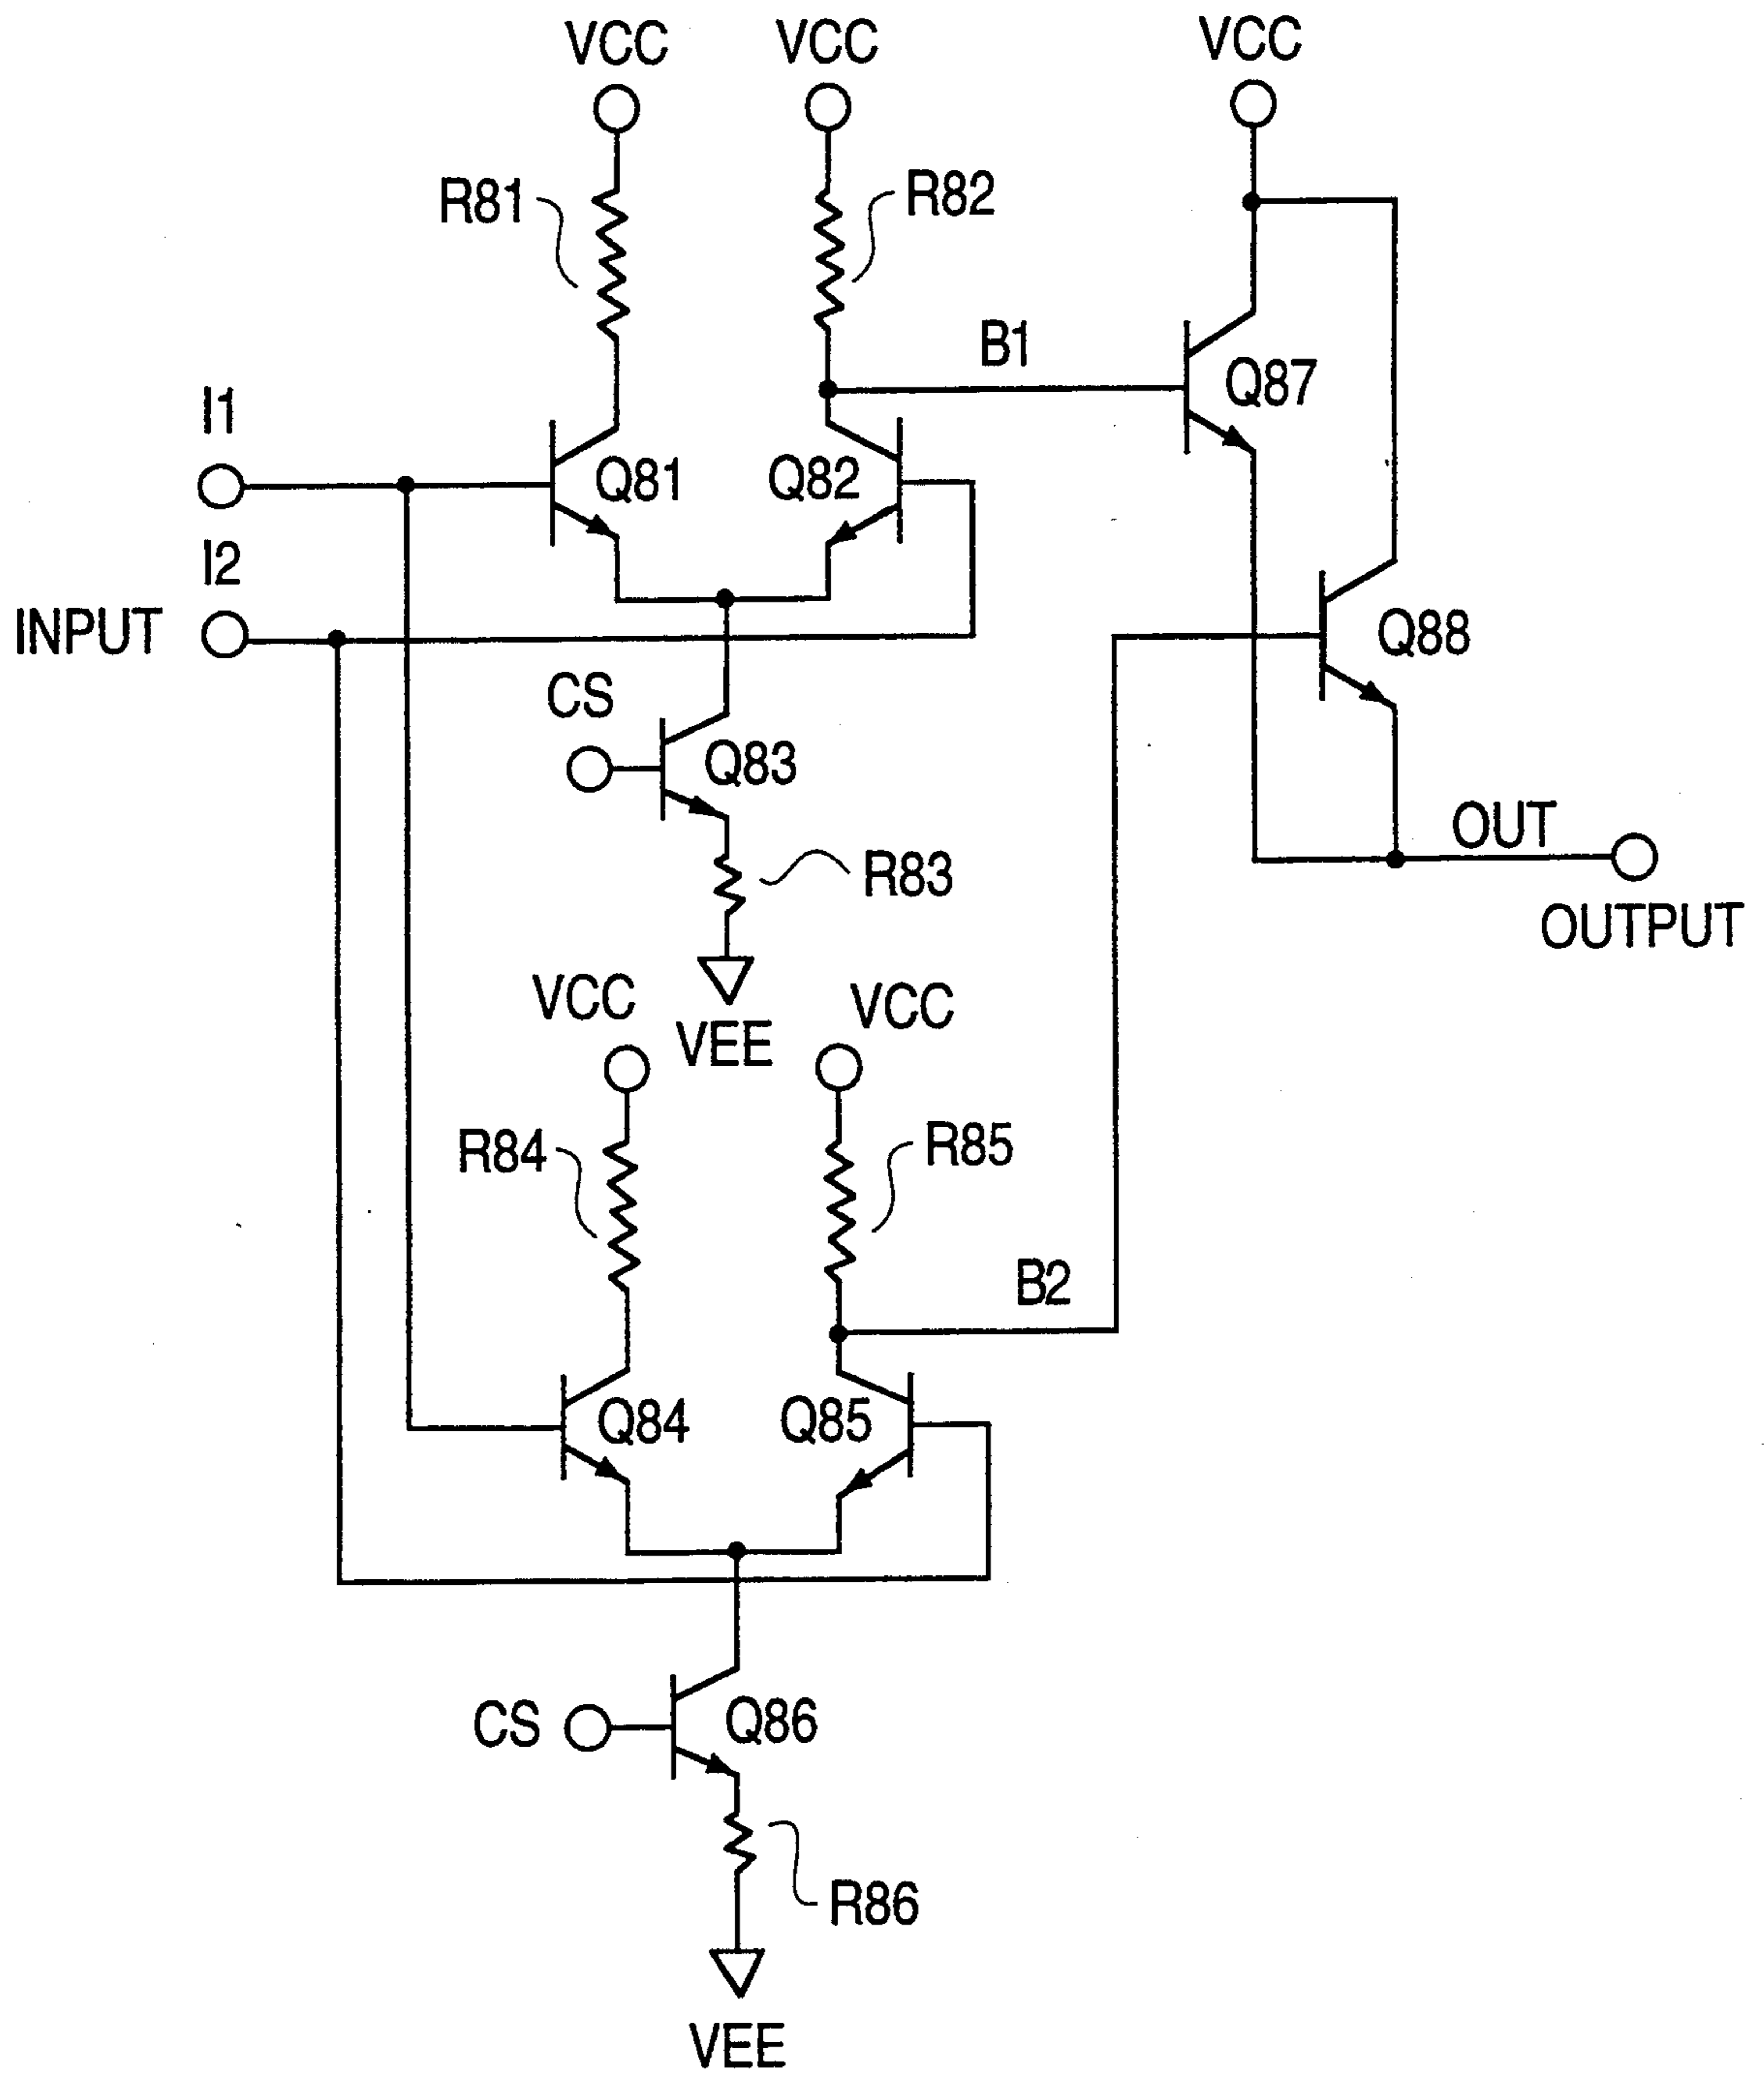 VCC VCC VCC
R81 R82
B1
Q87
I1
Q81 Q82
I2
INPUT
Q88
CS
Q83
OUT
R83
OUTPUT
VCC VCC
VEE
R84 R85
B2
Q84 Q85
CS Q86
R86
VEE